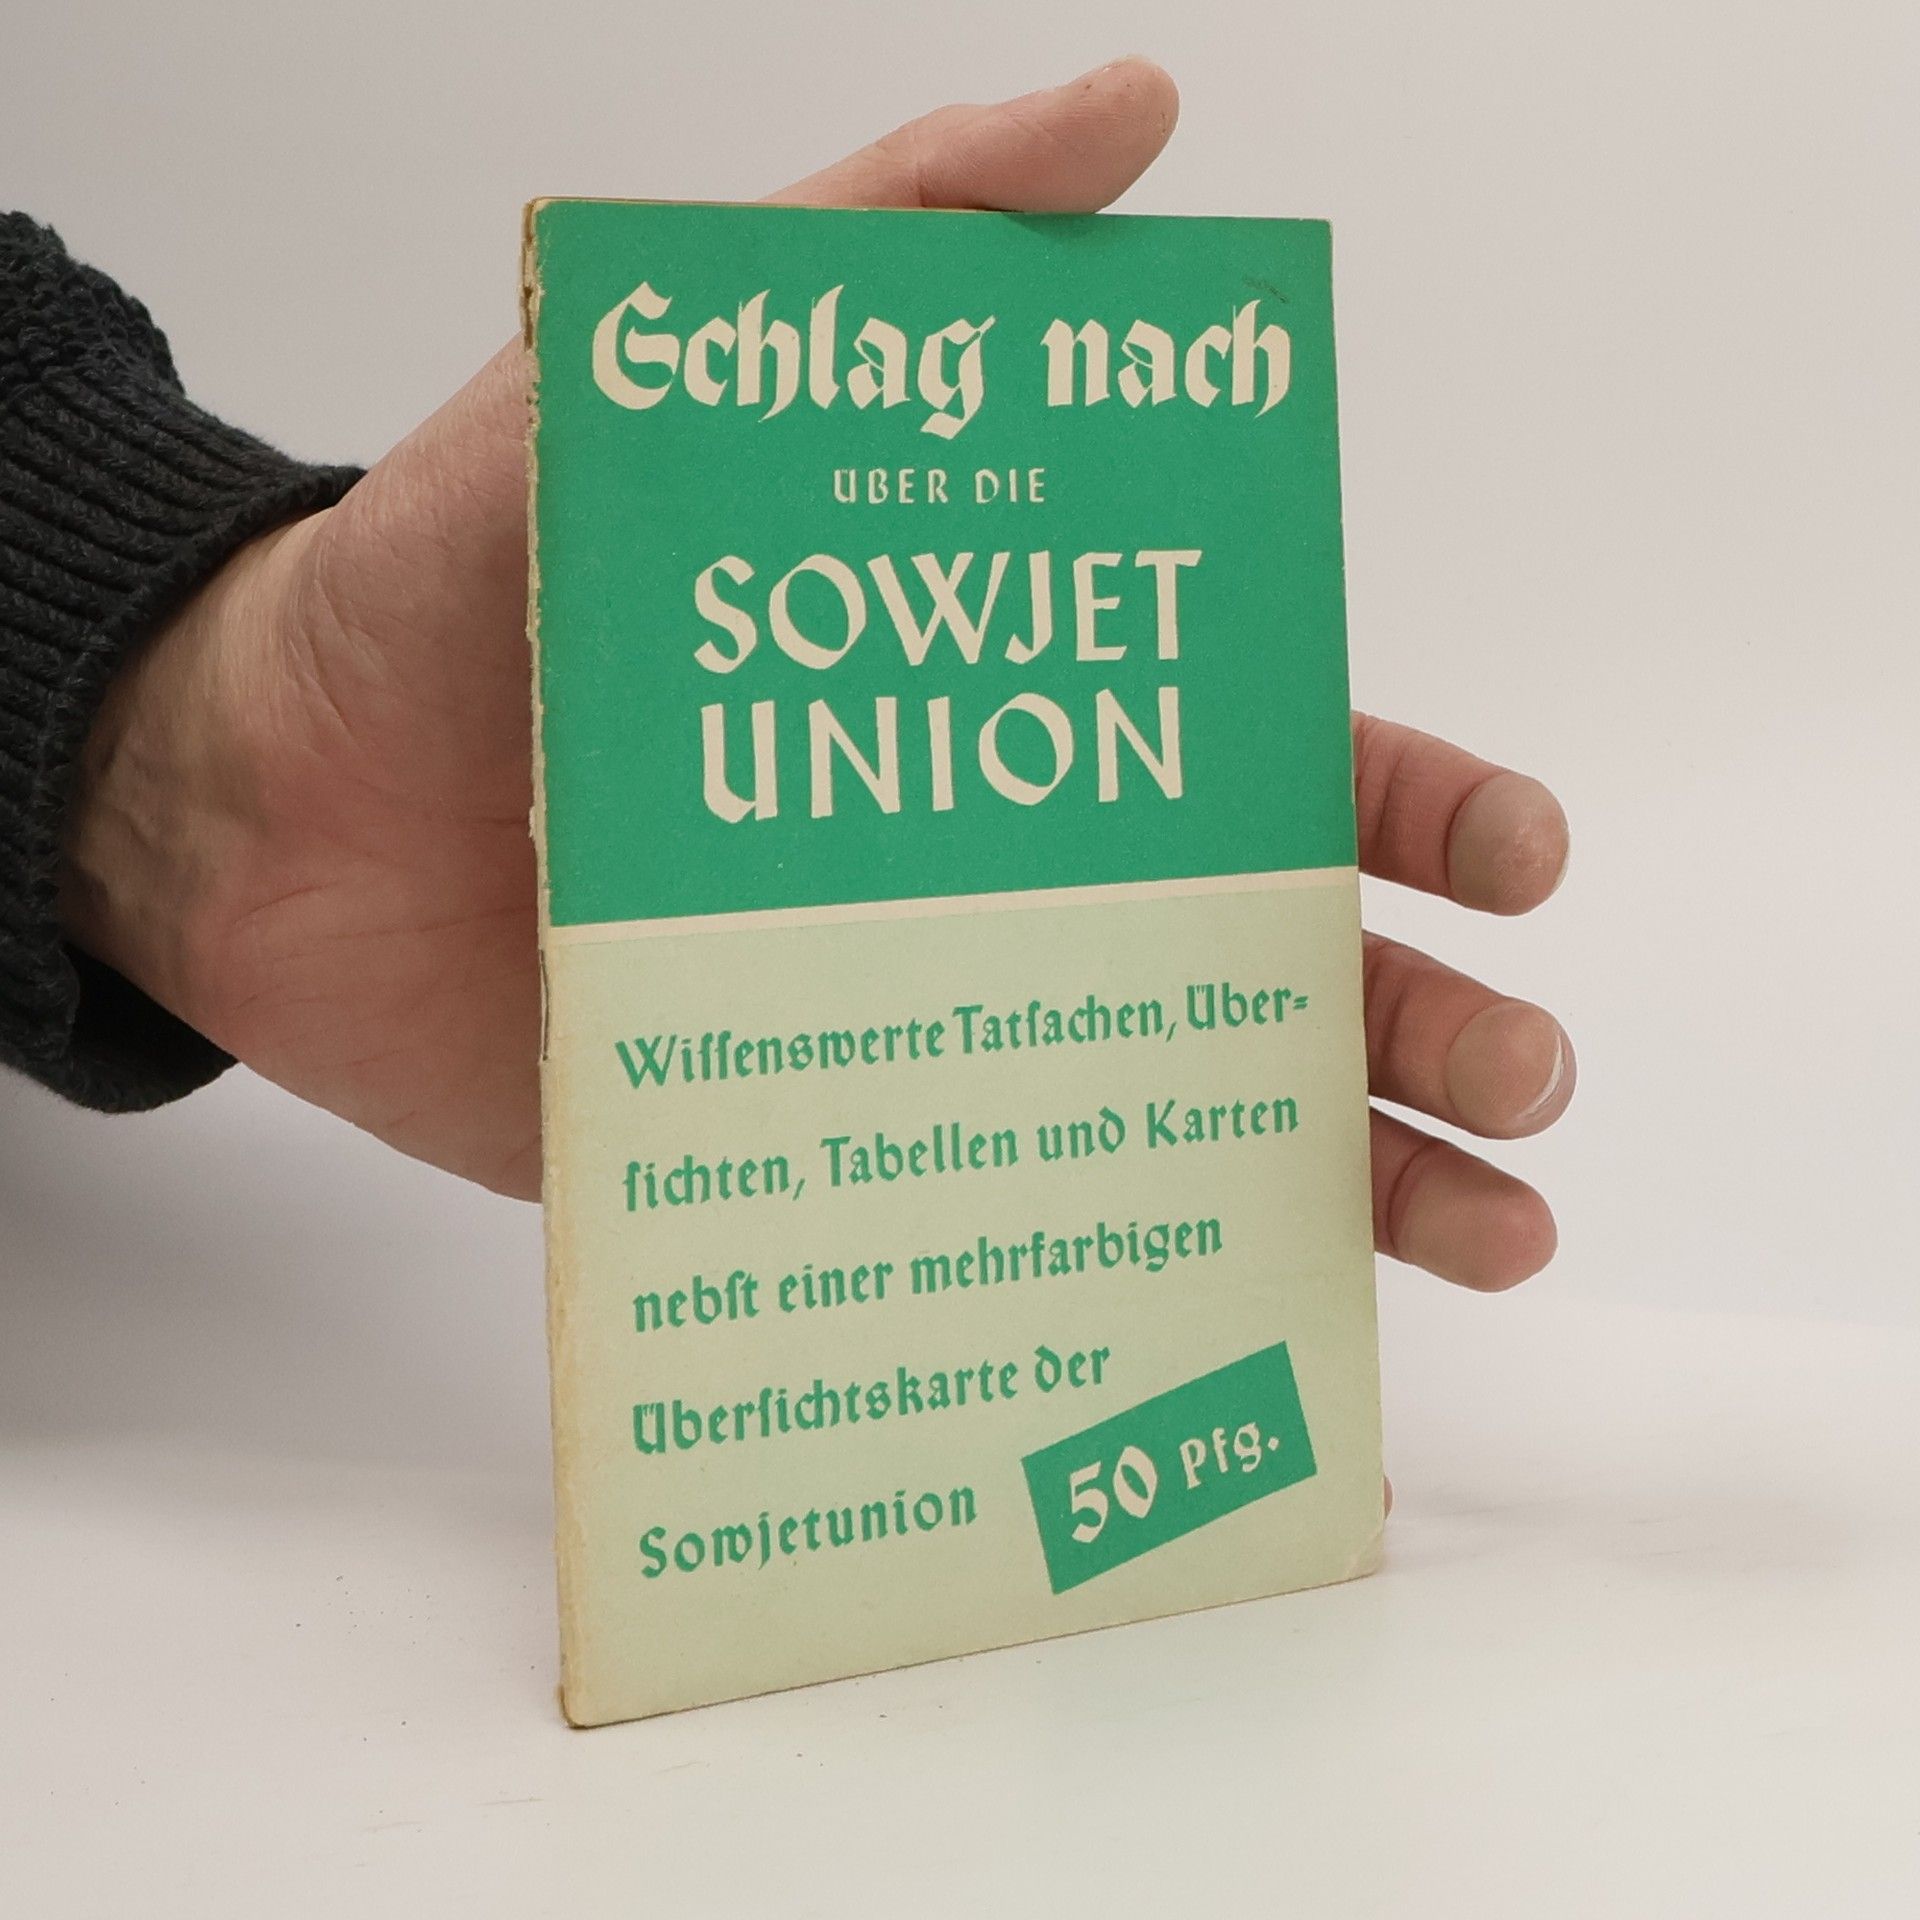 Schlag nach
ÜBER DIE
SOWJET
UNION
Wiſſenswerte Tatſachen, Über=
ſichten, Tabellen und Karten
nebſt einer mehrfarbigen
Überſichtskarte der
Sowjetunion
50 Pfg.